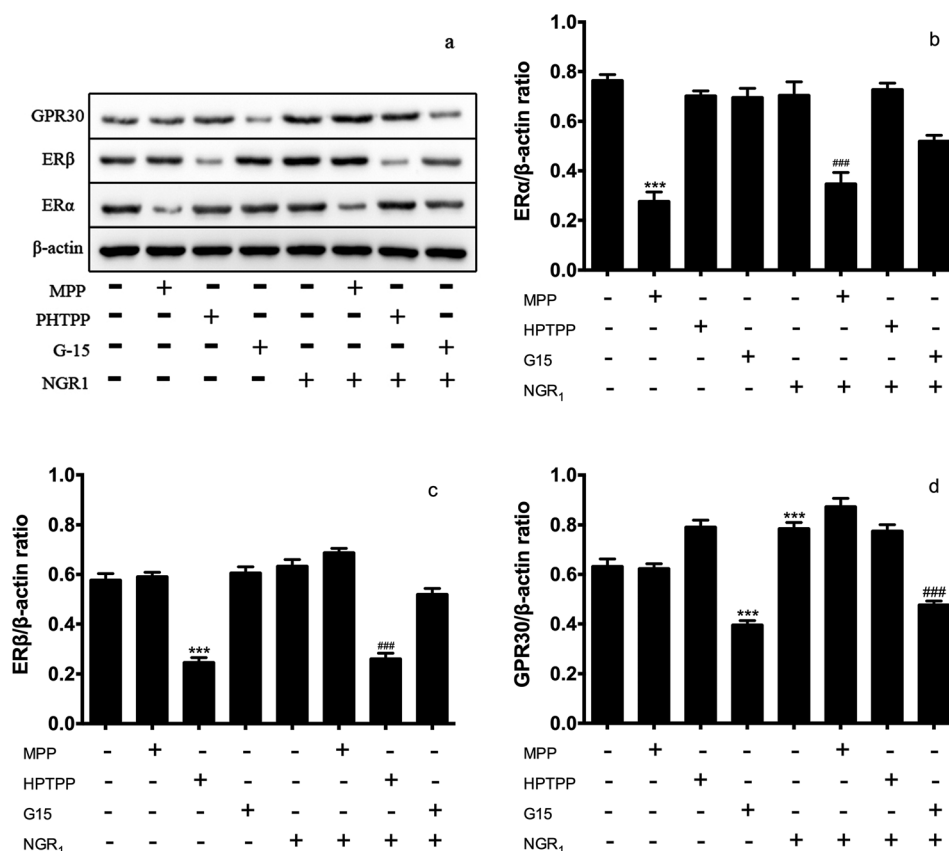 a
GPR30
ERβ
ERα
β-actin
MPP - + - - - + - -
PHTPP - - + - - - + -
G-15 - - - + - - - +
NGR1 - - - - + + + +
b
ERα/β-actin ratio
1.0
0.8
0.6
0.4
0.2
0.0
***
###
MPP - + - - - + - -
HPTPP - - + - - - + -
G15 - - - + - - - +
NGR1 - - - - + + + +
c
ERβ/β-actin ratio
1.0
0.8
0.6
0.4
0.2
0.0
***
###
MPP - + - - - + - -
HPTPP - - + - - - + -
G15 - - - + - - - +
NGR1 - - - - + + + +
d
GPR30/β-actin ratio
1.0
0.8
0.6
0.4
0.2
0.0
***
***
###
MPP - + - - - + - -
HPTPP - - + - - - + -
G15 - - - + - - - +
NGR1 - - - - + + + +